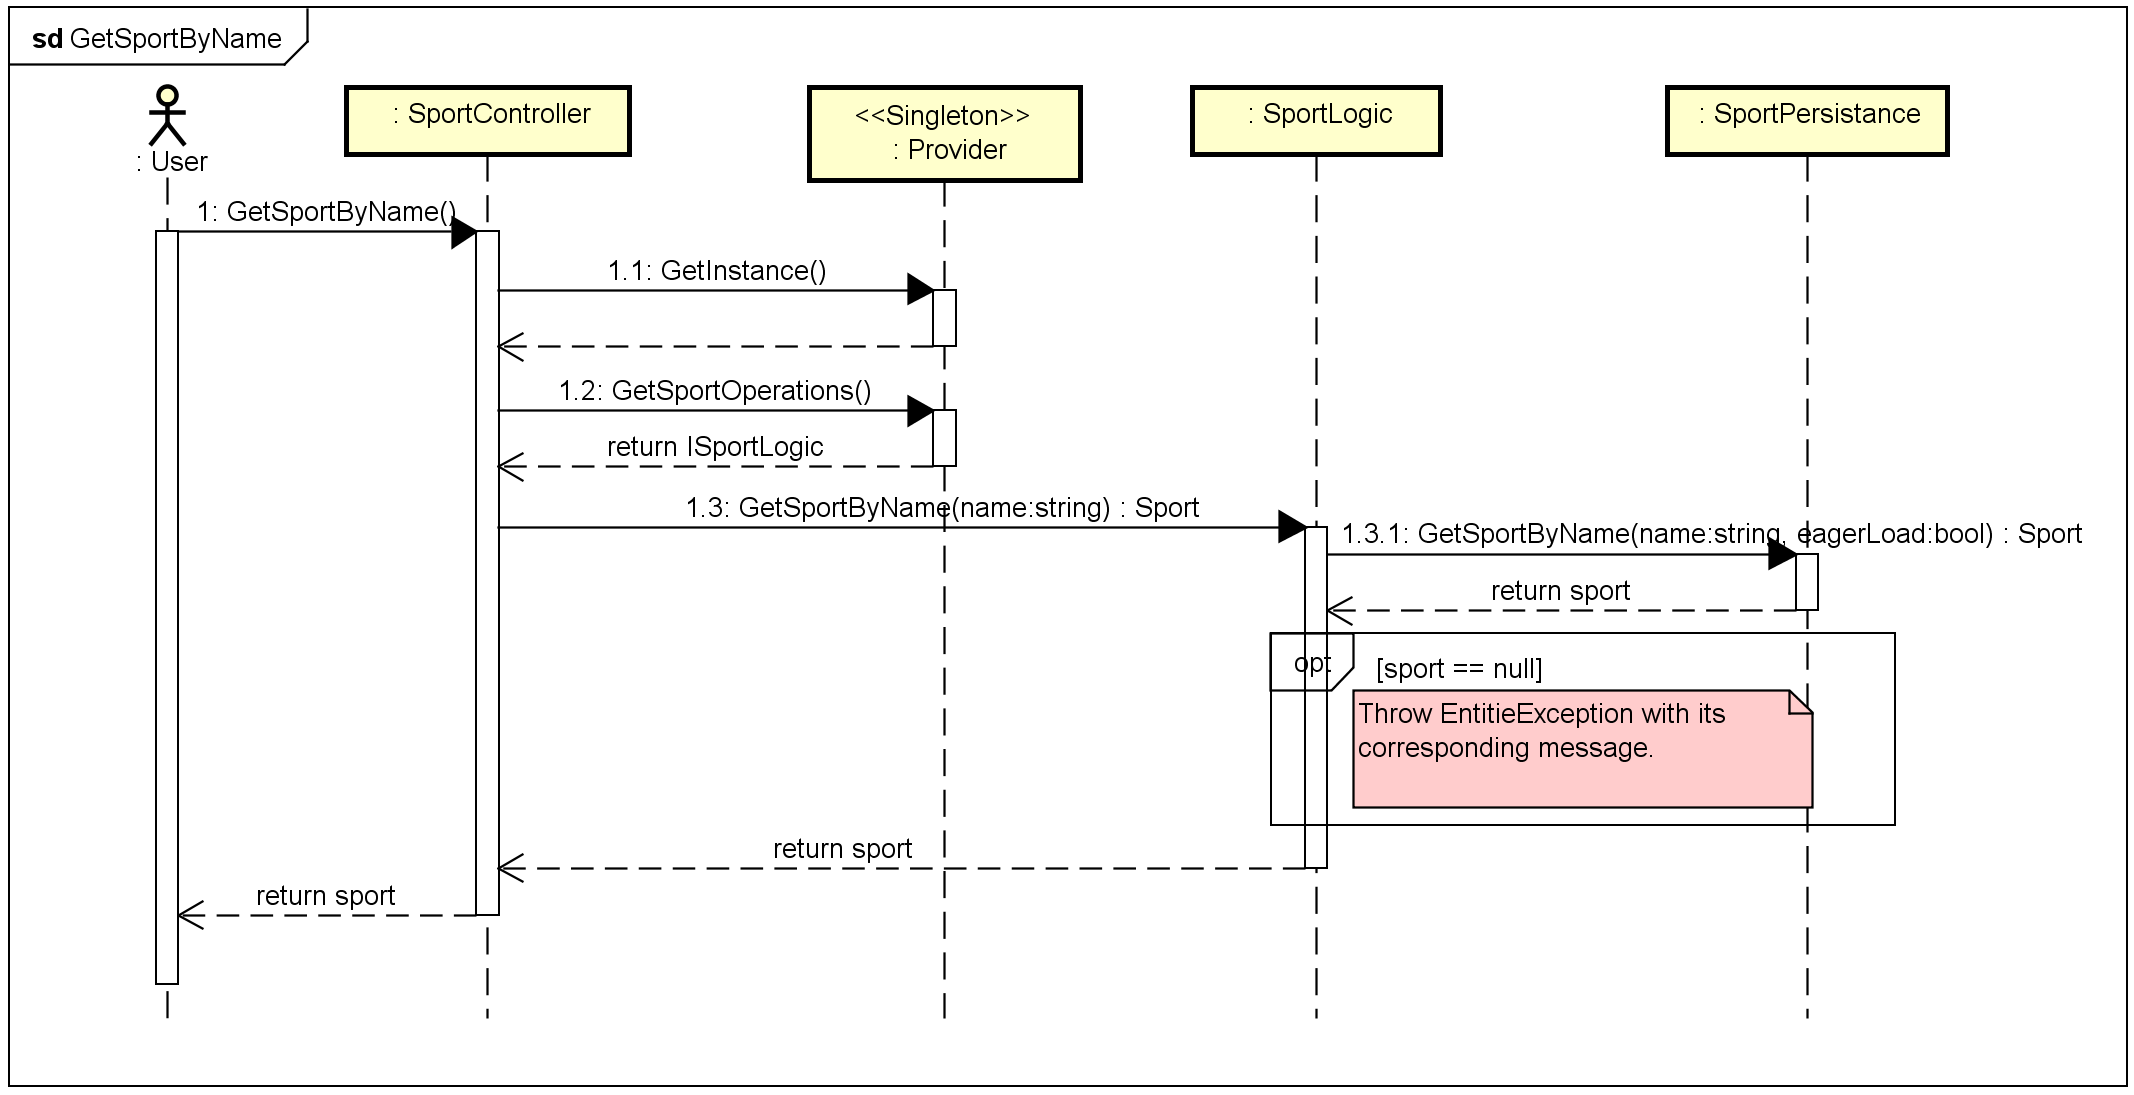 sd GetSportByName
: User
: SportController
<<Singleton>>
: Provider
: SportLogic
: SportPersistance
1: GetSportByName()
1.1: GetInstance()
1.2: GetSportOperations()
return ISportLogic
1.3: GetSportByName(name:string) : Sport
1.3.1: GetSportByName(name:string, eagerLoad:bool) : Sport
return sport
opt
[sport == null]
Throw EntitieException with its
corresponding message.
return sport
return sport